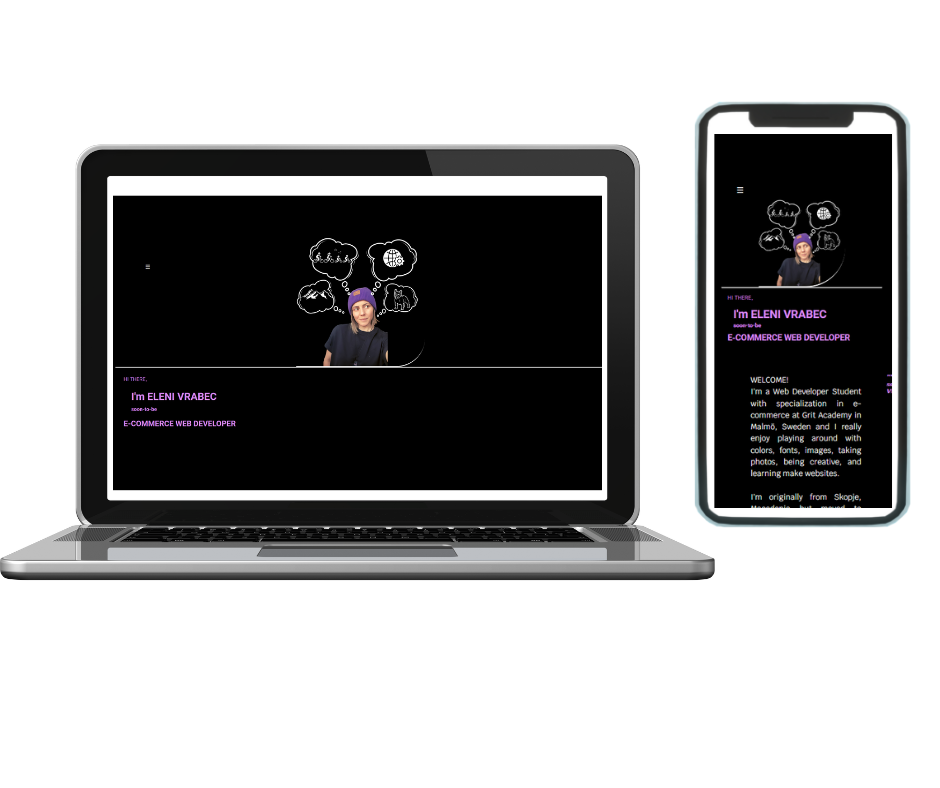 HI THERE,
I'm ELENI VRABEC
soon-to-be
E-COMMERCE WEB DEVELOPER
HI THERE,
I'm ELENI VRABEC
soon-to-be
E-COMMERCE WEB DEVELOPER
WELCOME!
I'm a Web Developer Student
with specialization in e-
commerce at Grit Academy in
Malmö, Sweden and I really
enjoy playing around with
colors, fonts, images, taking
photos, being creative, and
learning make websites.
I'm originally from Skopje,
Macedonia but moved to